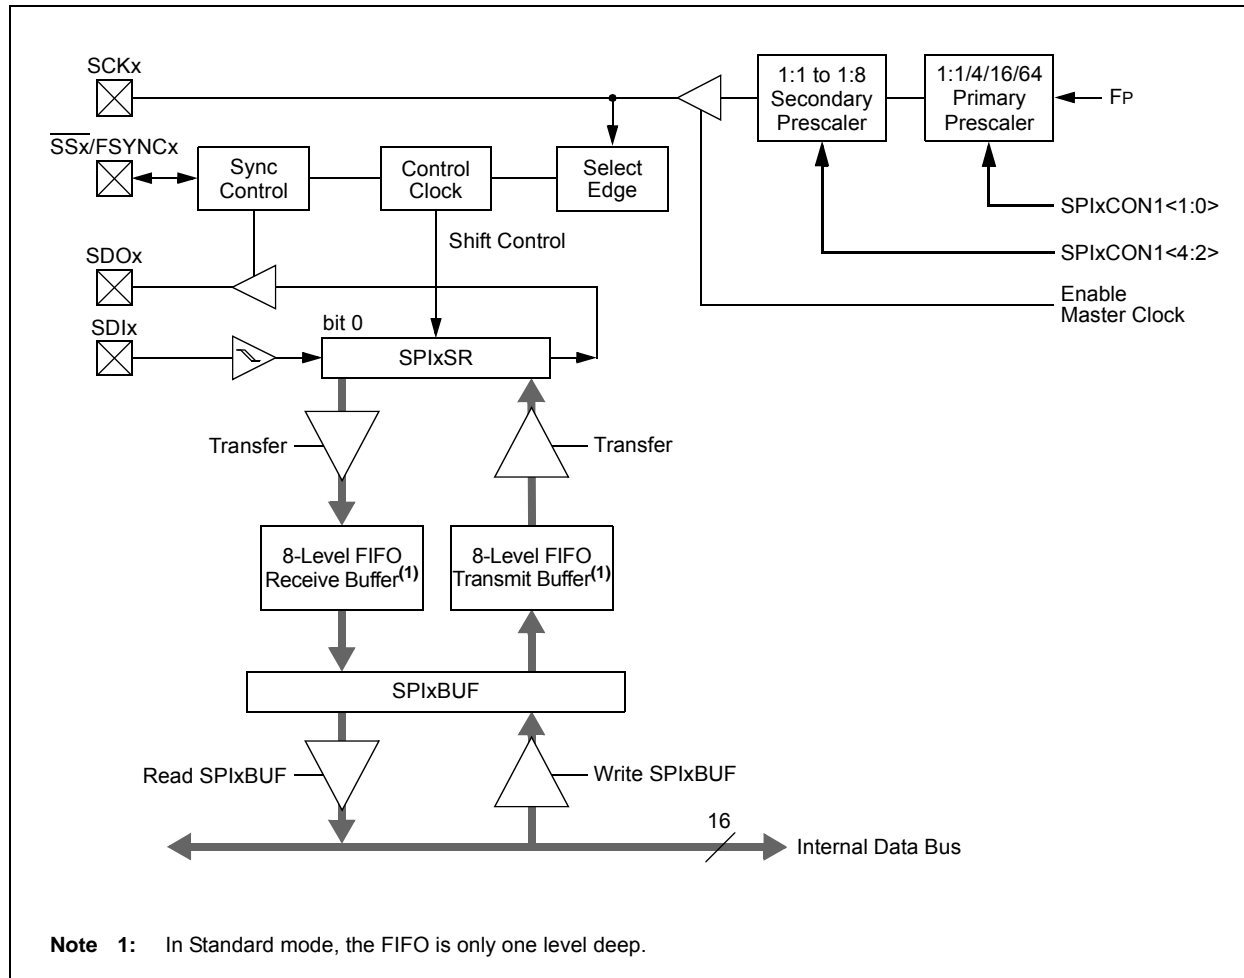 SCKx
1:1 to 1:8
Secondary
Prescaler
1:1/4/16/64
Primary
Prescaler
FP
SSx/FSYNCx
Sync
Control
Control
Clock
Select
Edge
SPIxCON1<1:0>
Shift Control
SPIxCON1<4:2>
SDOx
Enable
Master Clock
SDIx
bit 0
SPIxSR
Transfer
Transfer
8-Level FIFO
Receive Buffer(1)
8-Level FIFO
Transmit Buffer(1)
SPIxBUF
Read SPIxBUF
Write SPIxBUF
16
Internal Data Bus
Note 1: In Standard mode, the FIFO is only one level deep.